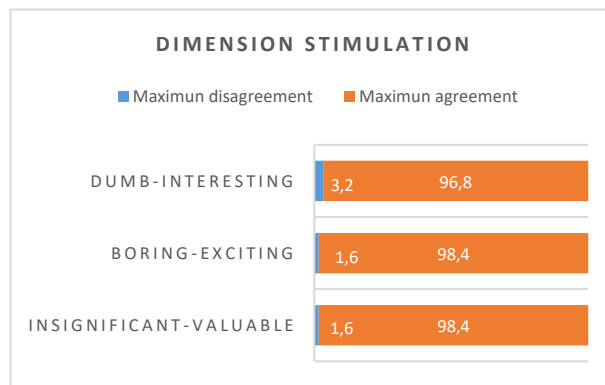 DIMENSION STIMULATION
Maximun disagreement Maximun agreement
DUMB-INTERESTING 3,2 96,8
BORING-EXCITING 1,6 98,4
INSIGNIFICANT-VALUABLE 1,6 98,4